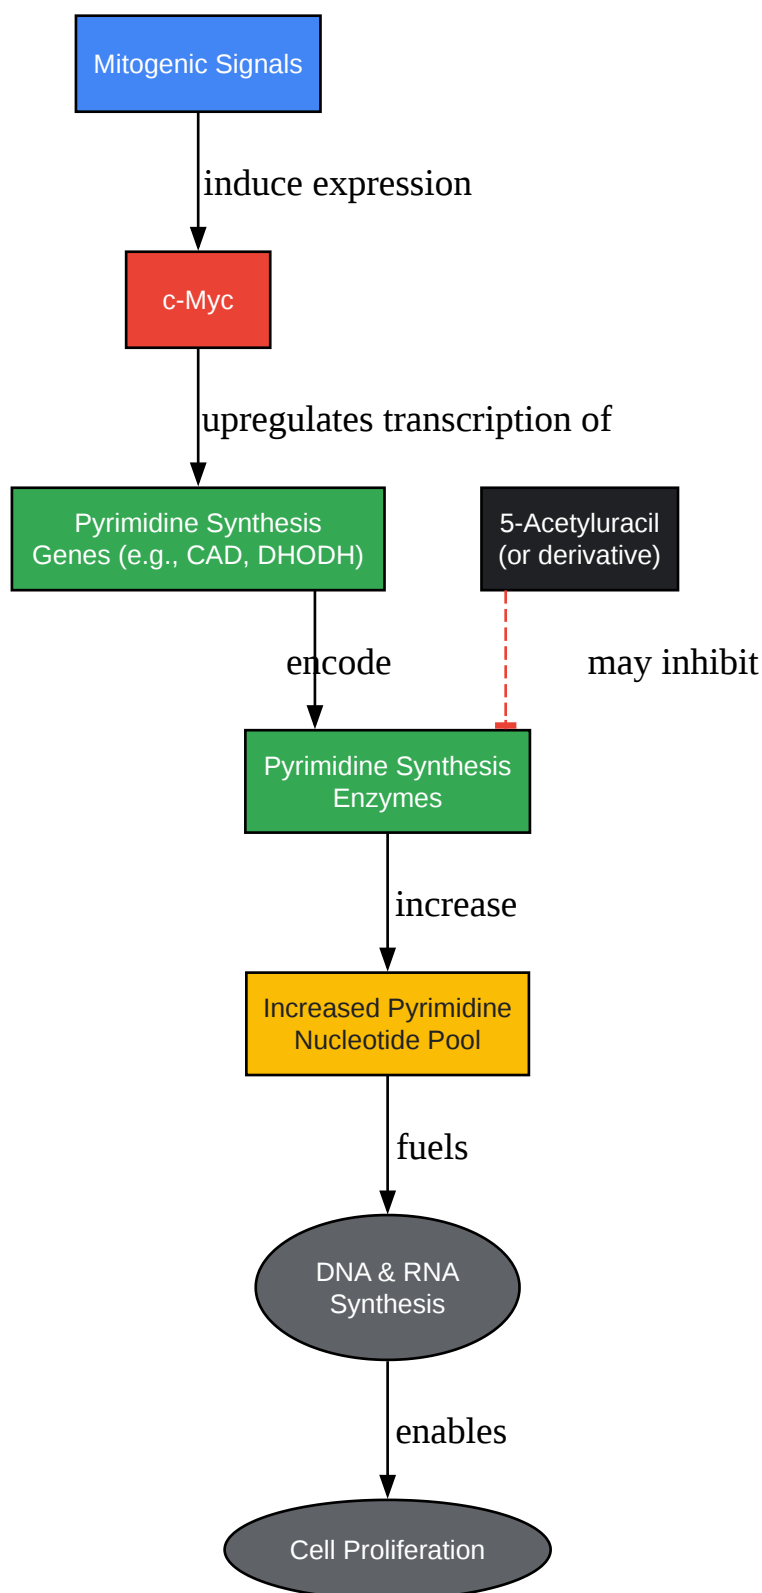 Mitogenic Signals
induce expression
c-Myc
upregulates transcription of
Pyrimidine Synthesis
Genes (e.g., CAD, DHODH)
5-Acetyluracil
(or derivative)
encode
may inhibit
Pyrimidine Synthesis
Enzymes
increase
Increased Pyrimidine
Nucleotide Pool
fuels
DNA & RNA
Synthesis
enables
Cell Proliferation